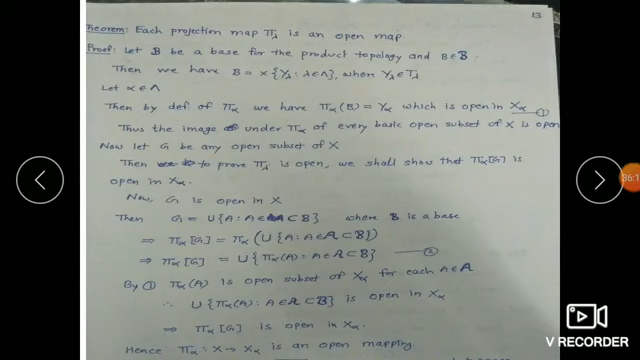 13
Theorem: Each projection map πλ is an open map.
Proof: Let B be a base for the product topology and B∈B.
Then we have B = x{Yλ : λ∈Λ}, where Yλ∈Tλ
Let α∈Λ
Then by def. of πα we have πα(B) = Yα which is open in Xα —①
Thus the image under πα of every basic open subset of X is open
Now let G be any open subset of X
Then to prove πλ is open, we shall show that πα[G] is
open in Xα.
Now, G is open in X
Then G = U{A : A∈A⊂B} where B is a base
⇒ πα[G] = πα(U{A : A∈A⊂B})
⇒ πα[G] = U{πα(A) : A∈A⊂B} —②
By ① πα(A) is open subset of Xα for each A∈A
∴ U{πα(A) : A∈A⊂B} is open in Xα
⇒ πα[G] is open in Xα.
Hence πα : X → Xα is an open mapping.
36:1
V RECORDER